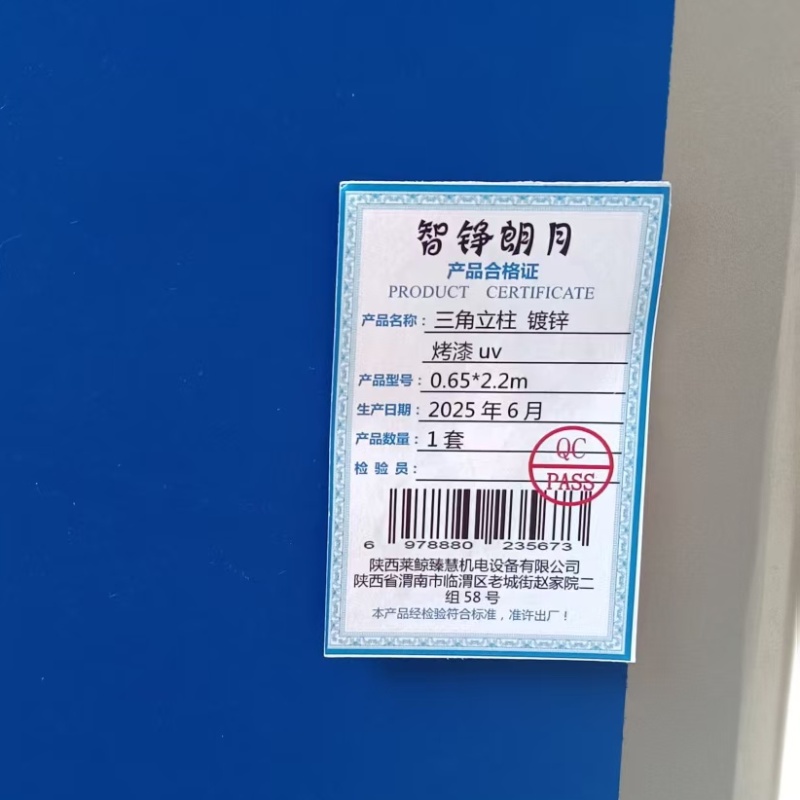 智铮朗月
产品合格证
PRODUCT CERTIFICATE
产品名称：三角立柱 镀锌
烤漆 uv
产品型号：0.65*2.2m
生产日期：2025 年 6 月
产品数量：1 套
检 验 员：
QC
PASS
6 978880 235673
陕西莱鲸臻慧机电设备有限公司
陕西省渭南市临渭区老城街赵家院二
组 58 号
本产品经检验符合标准，准许出厂！